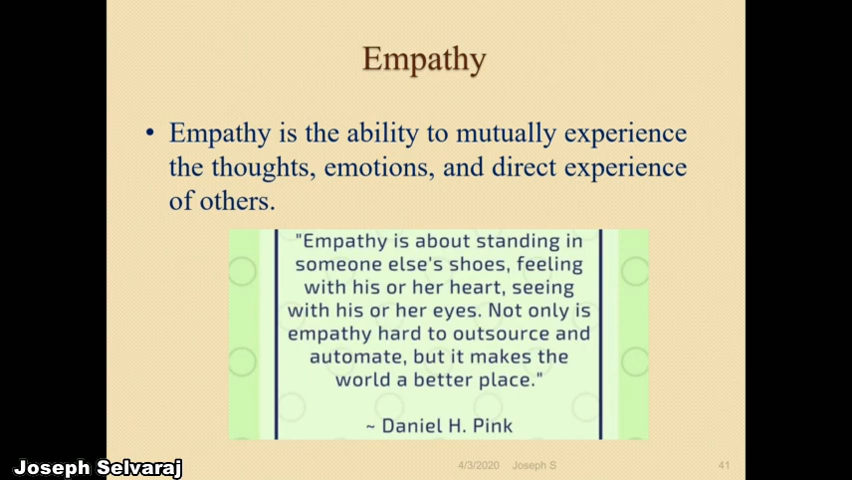 Empathy
• Empathy is the ability to mutually experience
the thoughts, emotions, and direct experience
of others.
"Empathy is about standing in
someone else's shoes, feeling
with his or her heart, seeing
with his or her eyes. Not only is
empathy hard to outsource and
automate, but it makes the
world a better place."
~ Daniel H. Pink
4/3/2020 Joseph S 41
Joseph Selvaraj